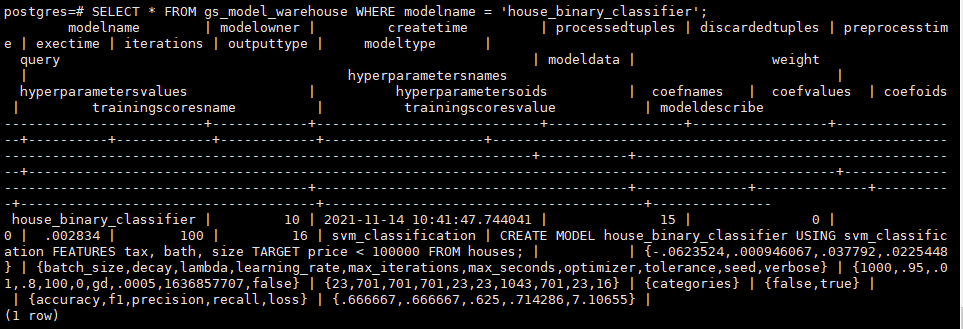 postgres=# SELECT * FROM gs_model_warehouse WHERE modelname = 'house_binary_classifier';
modelname | modelowner | createtime | processedtuples | discardedtuples | preprocesstim
e | exectime | iterations | outputtype | modeltype |
query | modeldata | weight
| hyperparametersnames |
hyperparametersvalues | hyperparametersoids | coefnames | coefvalues | coefoids
| trainingscoresname | trainingscoresvalue | modeldescribe
-------------------------+------------+----------------------------+-----------------+-----------------+---------------
--+----------+------------+------------+--------------------+-----------------------------------------------------------
------------------------------------------------------------------+-----------+---------------------------------------
--+------------------------------------------------------------------------------------------------------+-------------
--------------------------------------+---------------------------------------+--------------+-------------+---------
-+-------------------------------------+----------------------------------------+---------------
house_binary_classifier | 10 | 2021-11-14 10:41:47.744041 | 15 | 0 |
0 | .002834 | 100 | 16 | svm_classification | CREATE MODEL house_binary_classifier USING svm_classific
ation FEATURES tax, bath, size TARGET price < 100000 FROM houses; | | {-.0623524,.000946067,.037792,.0225448
} | {batch_size,decay,lambda,learning_rate,max_iterations,max_seconds,optimizer,tolerance,seed,verbose} | {1000,.95,.0
1,.8,100,0,gd,.0005,1636857707,false} | {23,701,701,701,23,23,1043,701,23,16} | {categories} | {false,true} |
| {accuracy,f1,precision,recall,loss} | {.666667,.666667,.625,.714286,7.10655} |
(1 row)